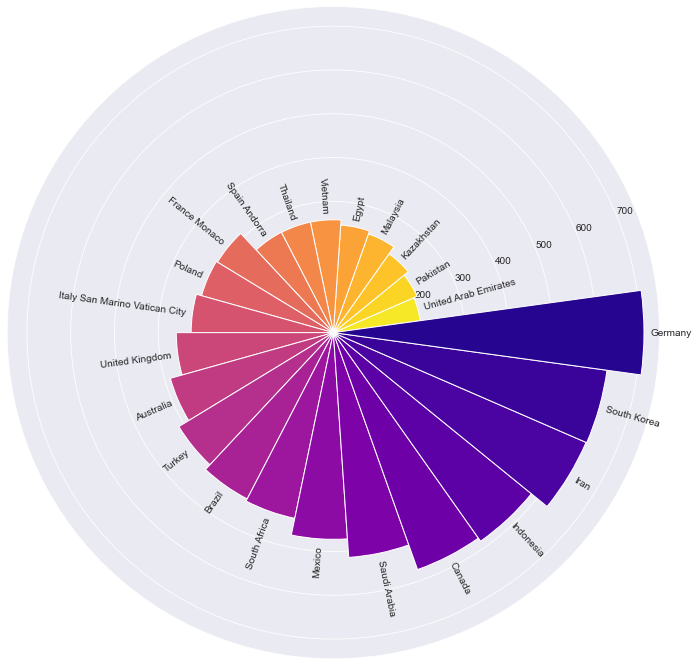 700
600
500
400
300
200
Vietnam
Thailand
Egypt
Malaysia
Spain Andorra
France Monaco
Kazakhstan
Poland
Pakistan
Italy San Marino Vatican City
United Arab Emirates
Germany
United Kingdom
Australia
South Korea
Turkey
Iran
Brazil
Indonesia
South Africa
Mexico
Canada
Saudi Arabia